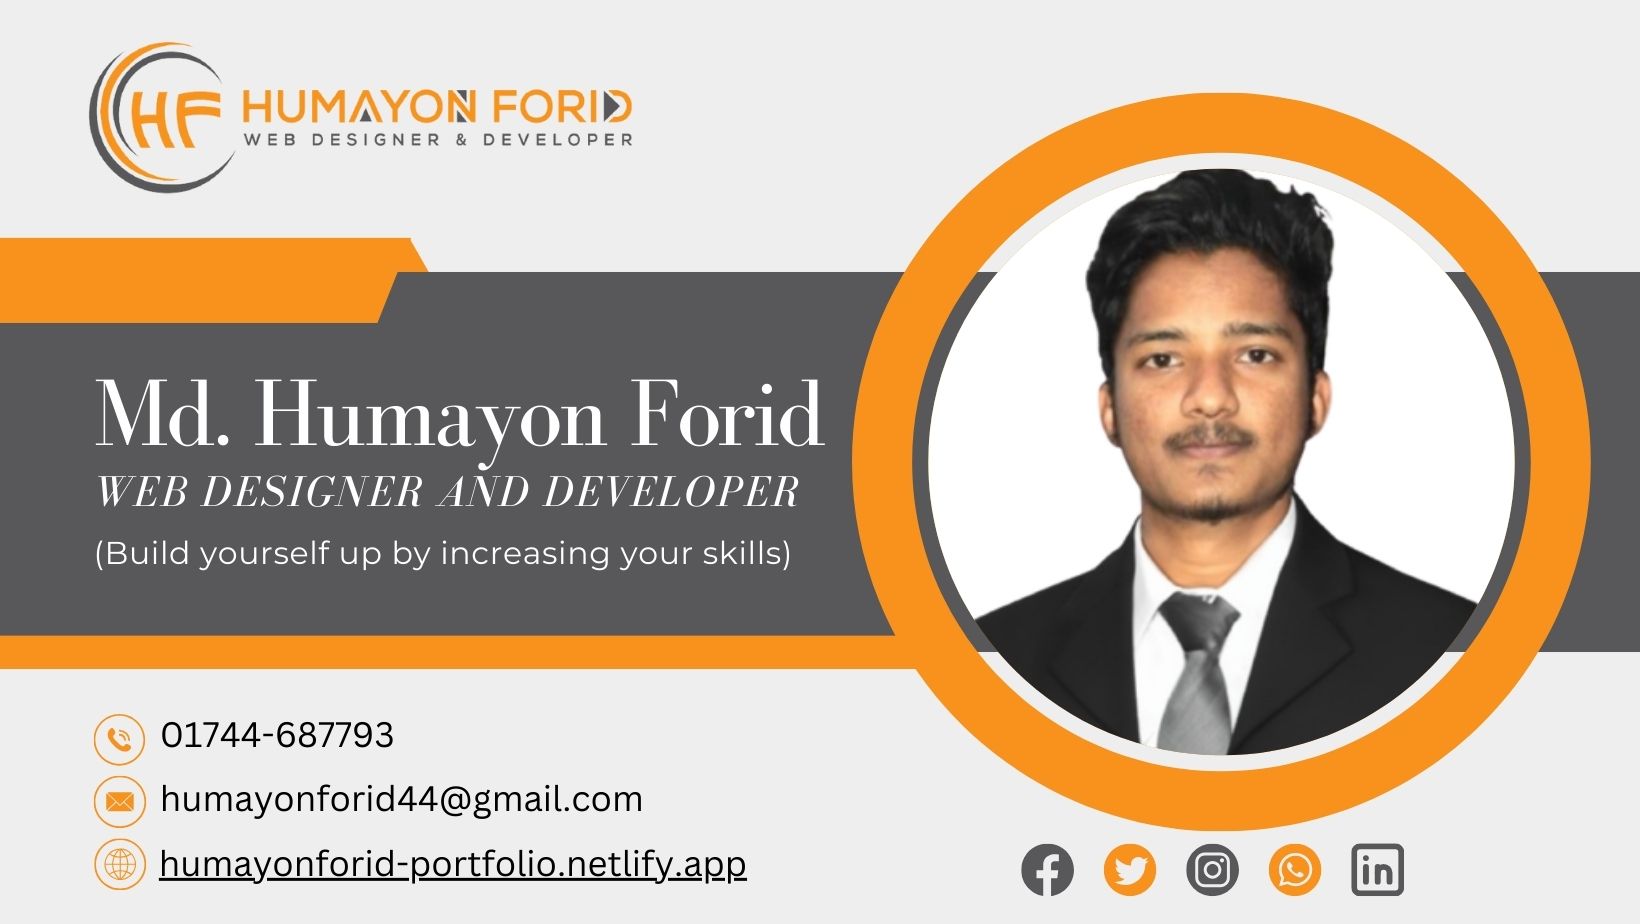 HF
HUMAYON FORID
WEB DESIGNER & DEVELOPER
Md. Humayon Forid
WEB DESIGNER AND DEVELOPER
(Build yourself up by increasing your skills)
01744-687793
humayonforid44@gmail.com
humayonforid-portfolio.netlify.app